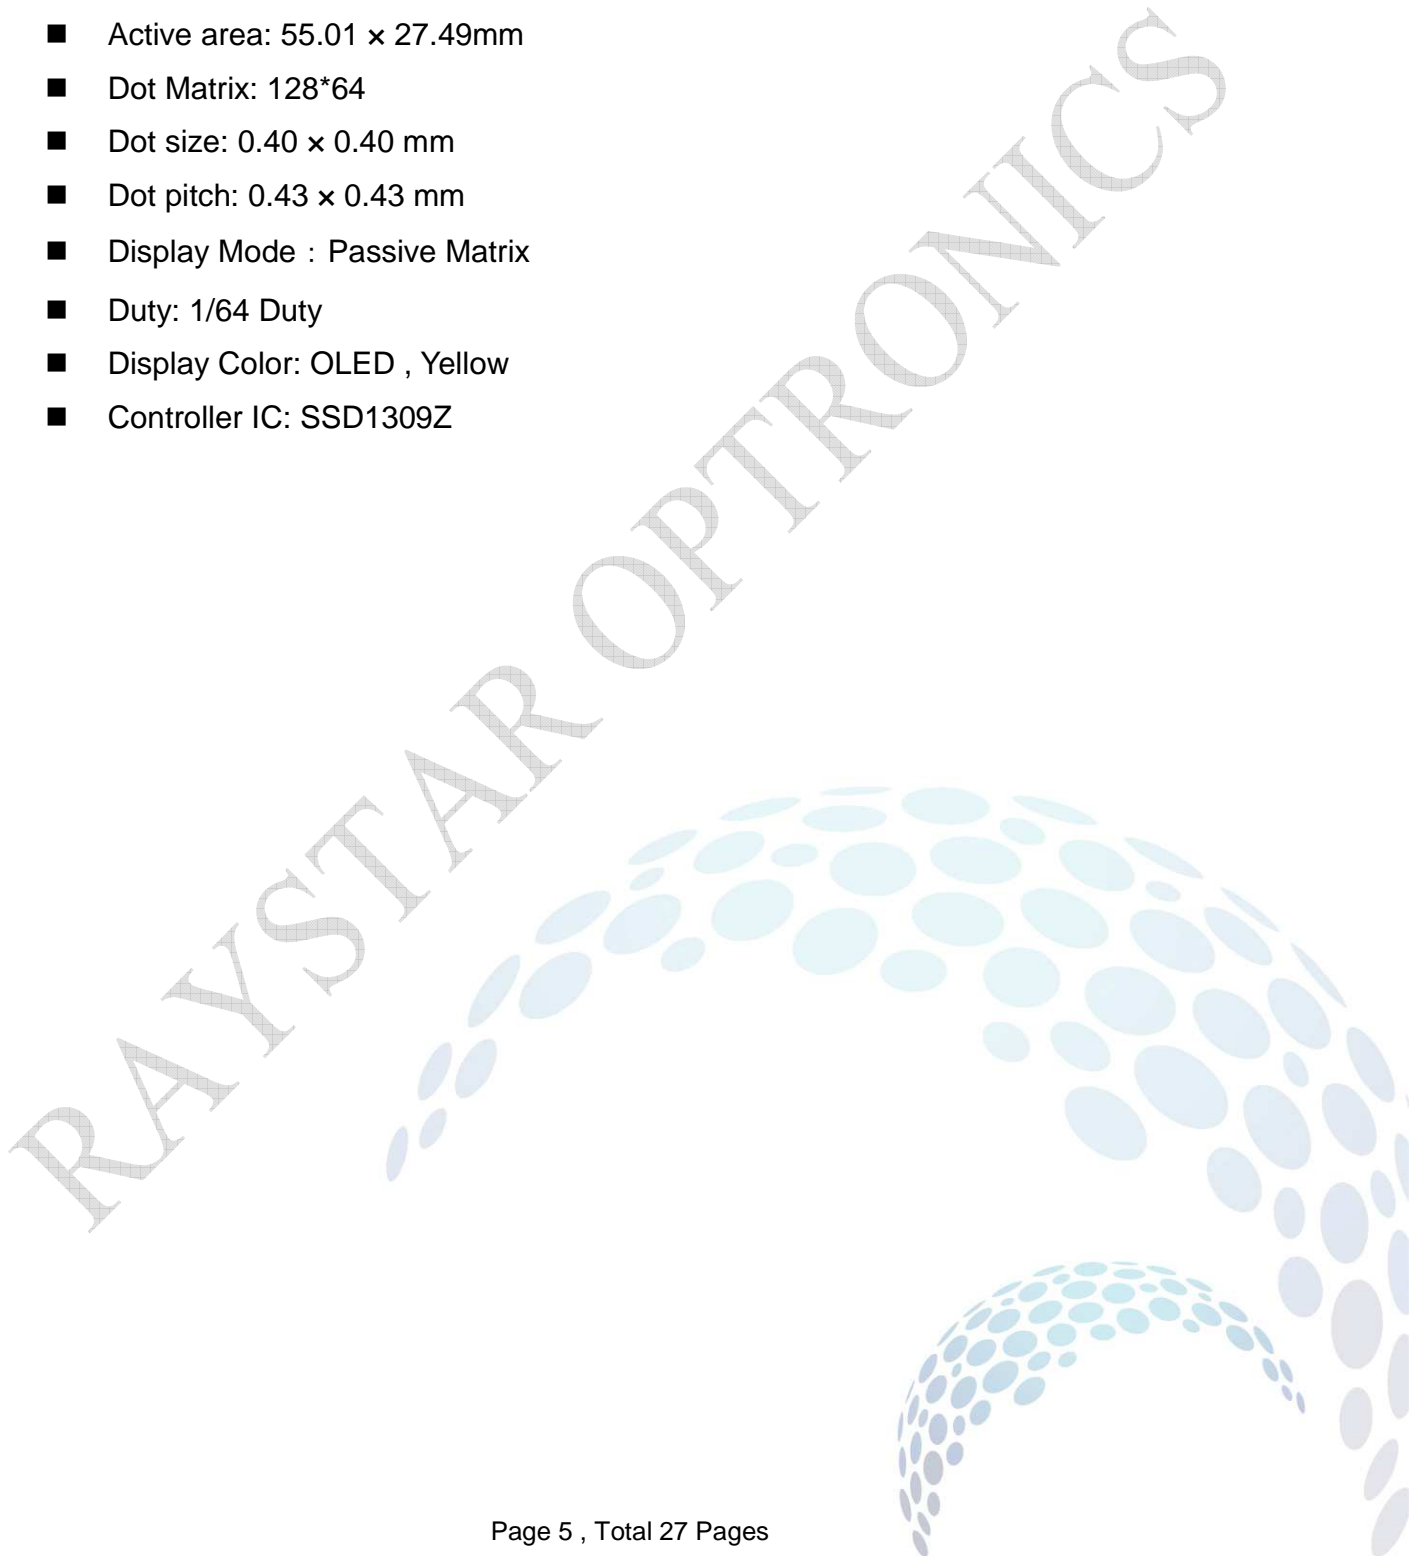 ■ Active area: 55.01 × 27.49mm
■ Dot Matrix: 128*64
■ Dot size: 0.40 × 0.40 mm
■ Dot pitch: 0.43 × 0.43 mm
■ Display Mode：Passive Matrix
■ Duty: 1/64 Duty
■ Display Color: OLED , Yellow
■ Controller IC: SSD1309Z
RAYSTAR OPTRONICS
Page 5 , Total 27 Pages